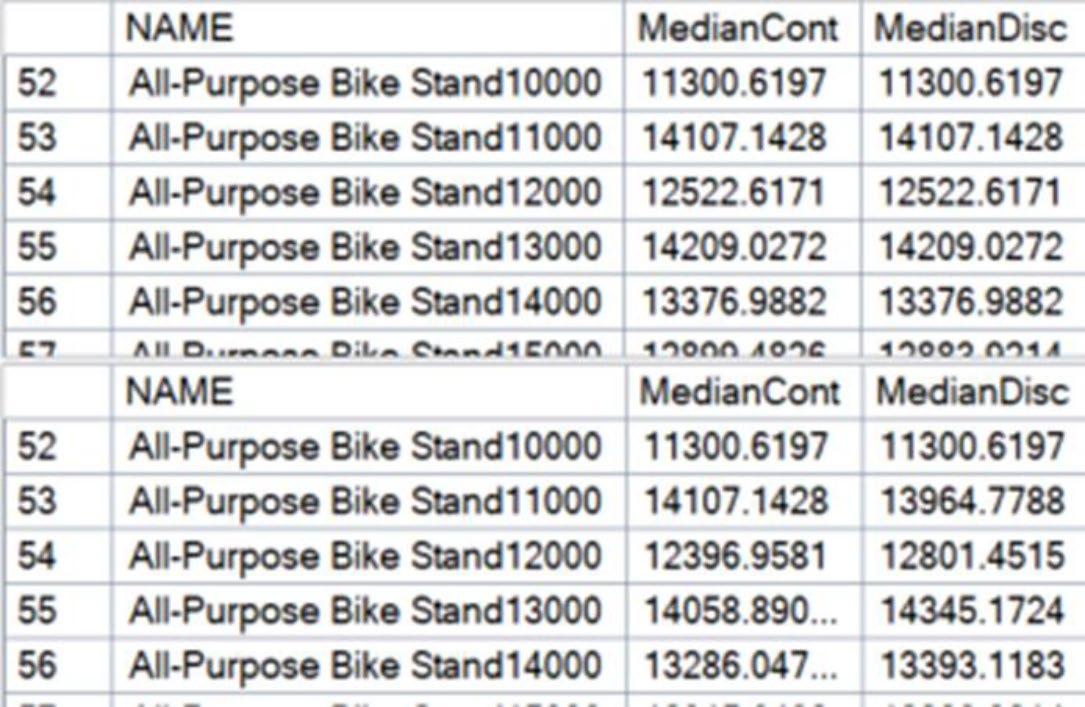 NAME MedianCont MedianDisc
52 All-Purpose Bike Stand10000 11300.6197 11300.6197
53 All-Purpose Bike Stand11000 14107.1428 14107.1428
54 All-Purpose Bike Stand12000 12522.6171 12522.6171
55 All-Purpose Bike Stand13000 14209.0272 14209.0272
56 All-Purpose Bike Stand14000 13376.9882 13376.9882
57 All-Purpose Bike Stand15000
NAME MedianCont MedianDisc
52 All-Purpose Bike Stand10000 11300.6197 11300.6197
53 All-Purpose Bike Stand11000 14107.1428 13964.7788
54 All-Purpose Bike Stand12000 12396.9581 12801.4515
55 All-Purpose Bike Stand13000 14058.890... 14345.1724
56 All-Purpose Bike Stand14000 13286.047... 13393.1183